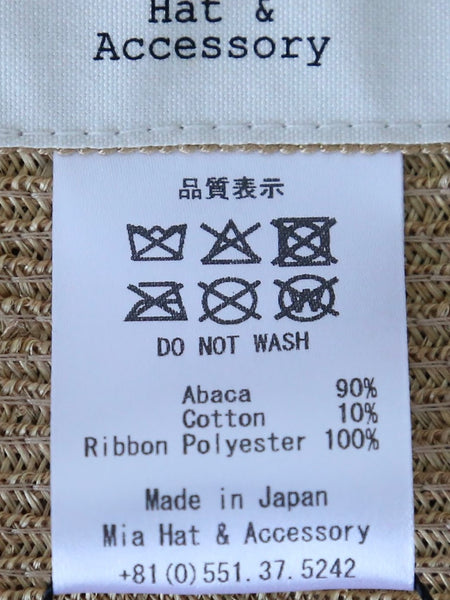 Hat &
Accessory
品質表示
W
DO NOT WASH
Abaca 90%
Cotton 10%
Ribbon Polyester 100%
Made in Japan
Mia Hat & Accessory
+81(0)551.37.5242